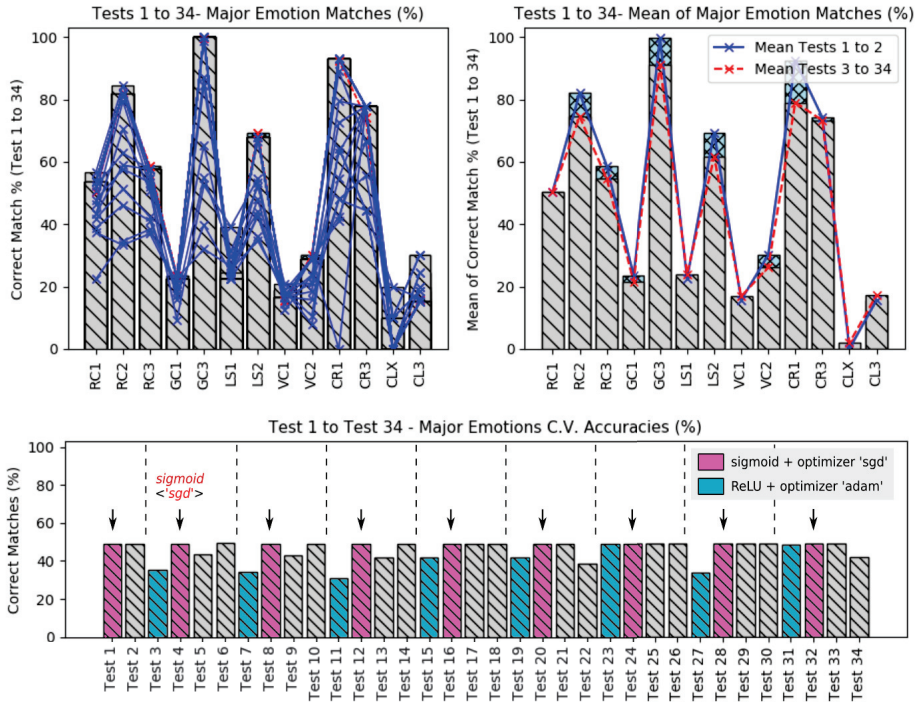 Tests 1 to 34- Major Emotion Matches (%)
Correct Match % (Test 1 to 34)
100
80
60
40
20
0
RC1 RC2 RC3 GC1 GC3 LS1 LS2 VC1 VC2 CR1 CR3 CLX CL3
Tests 1 to 34- Mean of Major Emotion Matches (%)
Mean of Correct Match % (Test 1 to 34)
Mean Tests 1 to 2
Mean Tests 3 to 34
100
80
60
40
20
0
RC1 RC2 RC3 GC1 GC3 LS1 LS2 VC1 VC2 CR1 CR3 CLX CL3
Test 1 to Test 34 - Major Emotions C.V. Accuracies (%)
Correct Matches (%)
100
80
60
40
20
0
sigmoid
<'sgd'>
sigmoid + optimizer 'sgd'
ReLU + optimizer 'adam'
Test 1 Test 2 Test 3 Test 4 Test 5 Test 6 Test 7 Test 8 Test 9 Test 10 Test 11 Test 12 Test 13 Test 14 Test 15 Test 16 Test 17 Test 18 Test 19 Test 20 Test 21 Test 22 Test 23 Test 24 Test 25 Test 26 Test 27 Test 28 Test 29 Test 30 Test 31 Test 32 Test 33 Test 34